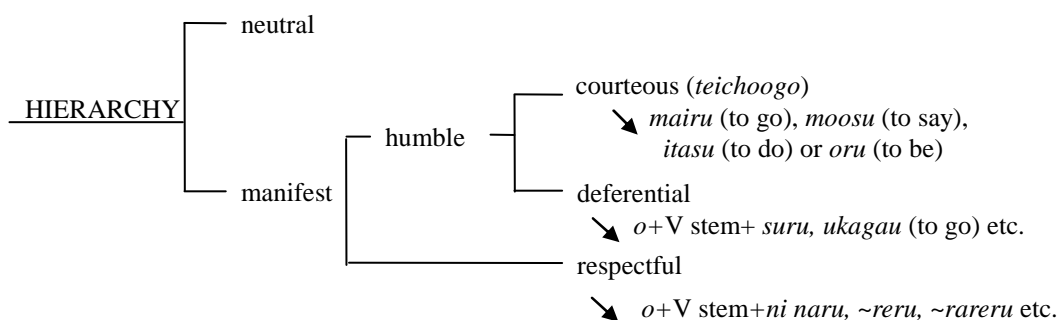 neutral
HIERARCHY
courteous (teichoogo)
mairu (to go), moosu (to say),
humble
itasu (to do) or oru (to be)
manifest
deferential
o+V stem+ suru, ukagau (to go) etc.
respectful
o+V stem+ni naru, ~reru, ~rareru etc.